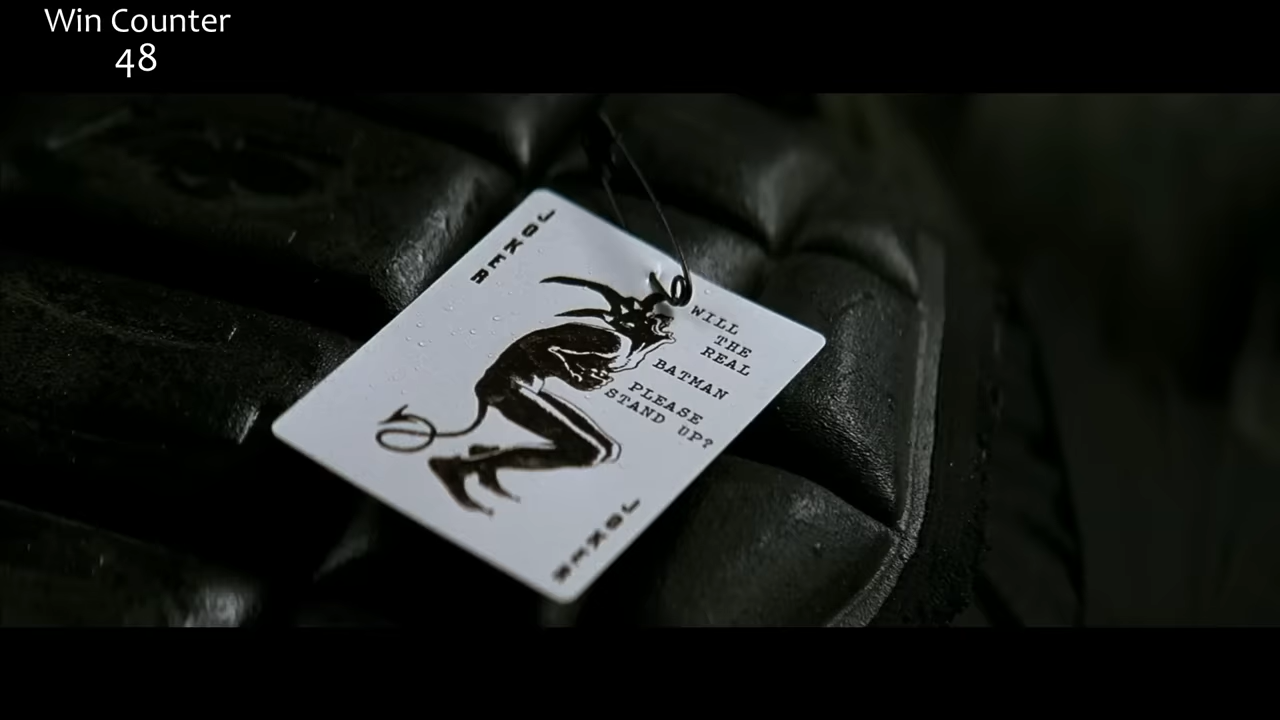 Win Counter
48
JOKER
WILL
THE
REAL
BATMAN
PLEASE
STAND UP?
JOKER